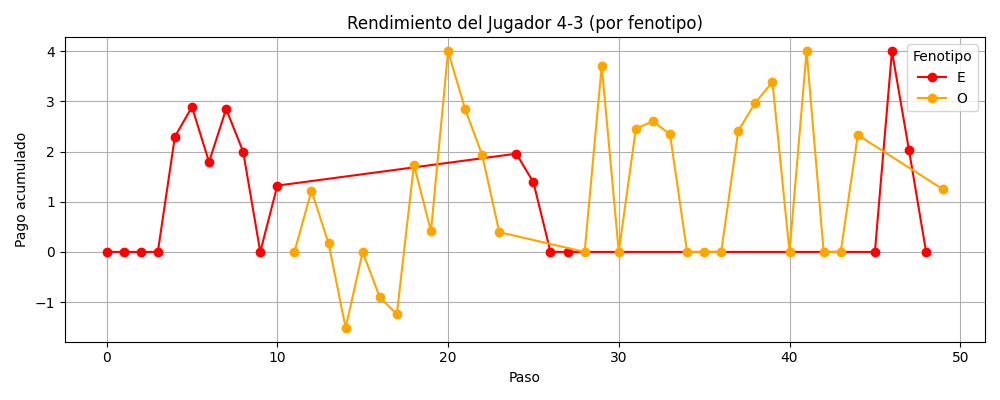 Rendimiento del Jugador 4-3 (por fenotipo)
Pago acumulado
4
3
2
1
0
−1
Fenotipo
E
O
0 10 20 30 40 50
Paso